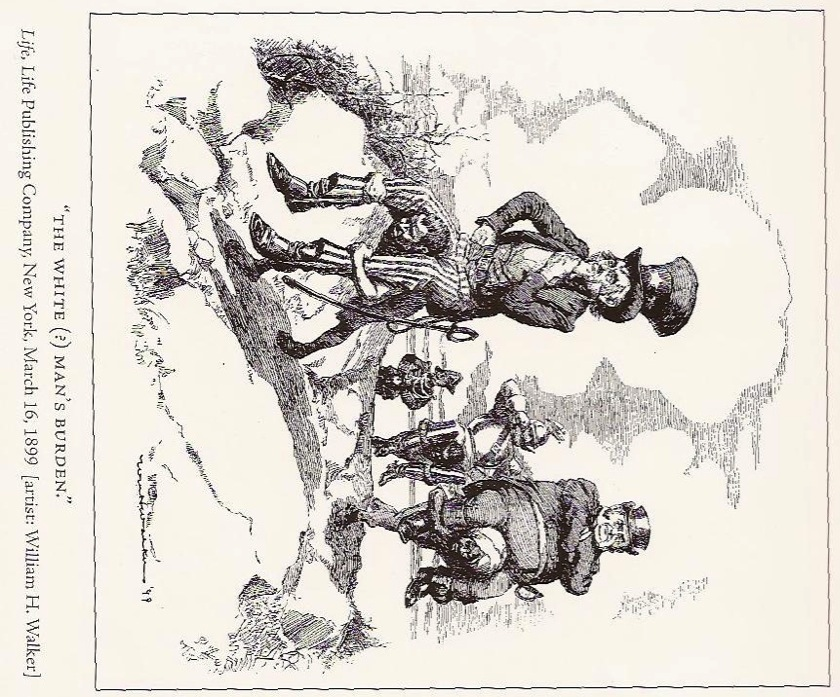 "THE WHITE (?) MAN'S BURDEN."
Life, Life Publishing Company, New York, March 16, 1899 [artist: William H. Walker]